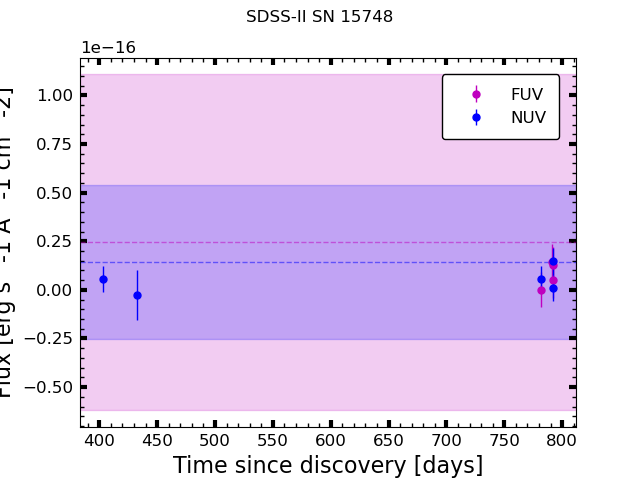 SDSS-II SN 15748
1e−16
FUV
NUV
1.00
0.75
0.50
0.25
0.00
−0.25
−0.50
Flux [erg s -1 A -1 cm -2]
400 450 500 550 600 650 700 750 800
Time since discovery [days]